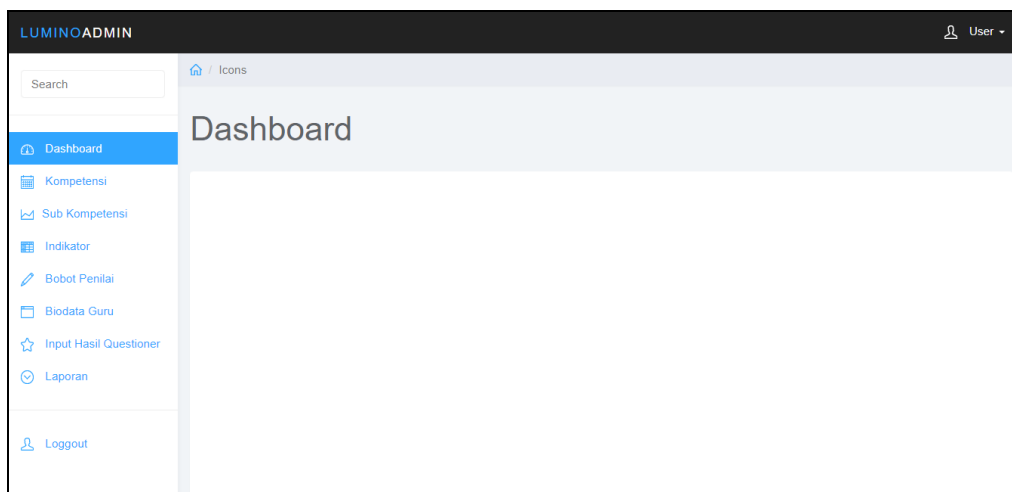 LUMINOADMIN
User
Search
/ Icons
Dashboard
Dashboard
Kompetensi
Sub Kompetensi
Indikator
Bobot Penilai
Biodata Guru
Input Hasil Questioner
Laporan
Loggout